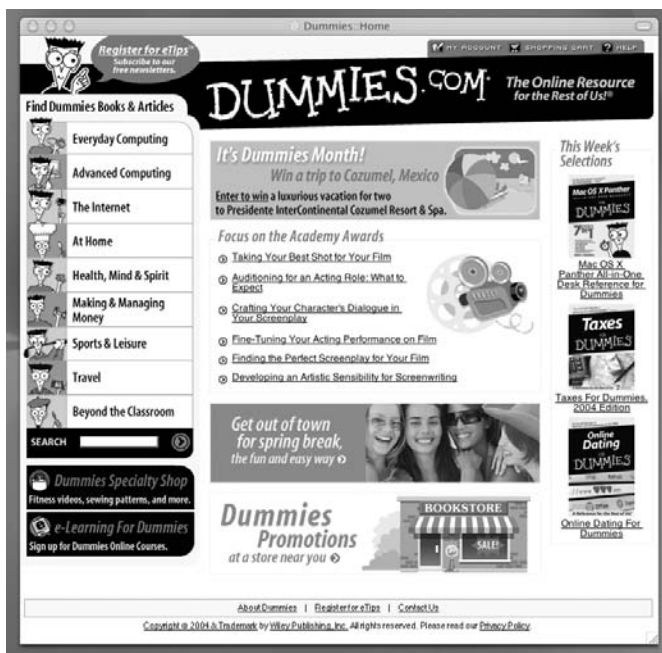 Dummies::Home
Register for eTips™
Subscribe to our
free newsletters.
MY ACCOUNT SHOPPING CART ? HELP
DUMMIES.COM®
The Online Resource
for the Rest of Us!®
Find Dummies Books & Articles
Everyday Computing
Advanced Computing
The Internet
At Home
Health, Mind & Spirit
Making & Managing
Money
Sports & Leisure
Travel
Beyond the Classroom
SEARCH
Dummies Specialty Shop
Fitness videos, sewing patterns, and more.
e-Learning For Dummies
Sign up for Dummies Online Courses.
It's Dummies Month!
Win a trip to Cozumel, Mexico
Enter to win a luxurious vacation for two
to Presidente InterContinental Cozumel Resort & Spa.
Focus on the Academy Awards
Taking Your Best Shot for Your Film
Auditioning for an Acting Role: What to
Expect
Crafting Your Character's Dialogue in
Your Screenplay
Fine-Tuning Your Acting Performance on Film
Finding the Perfect Screenplay for Your Film
Developing an Artistic Sensibility for Screenwriting
Get out of town
for spring break,
the fun and easy way
Dummies
Promotions
at a store near you
BOOKSTORE
SALE!
This Week's
Selections
Mac OS X Panther
DUMMIES
Mac OS X
Panther All-in-One
Desk Reference for
Dummies
Taxes
DUMMIES
Taxes For Dummies,
2004 Edition
Online
Dating
DUMMIES
Online Dating For
Dummies
About Dummies | Register for eTips | Contact Us
Copyright © 2004 & Trademark by Wiley Publishing, Inc. All rights reserved. Please read our Privacy Policy.